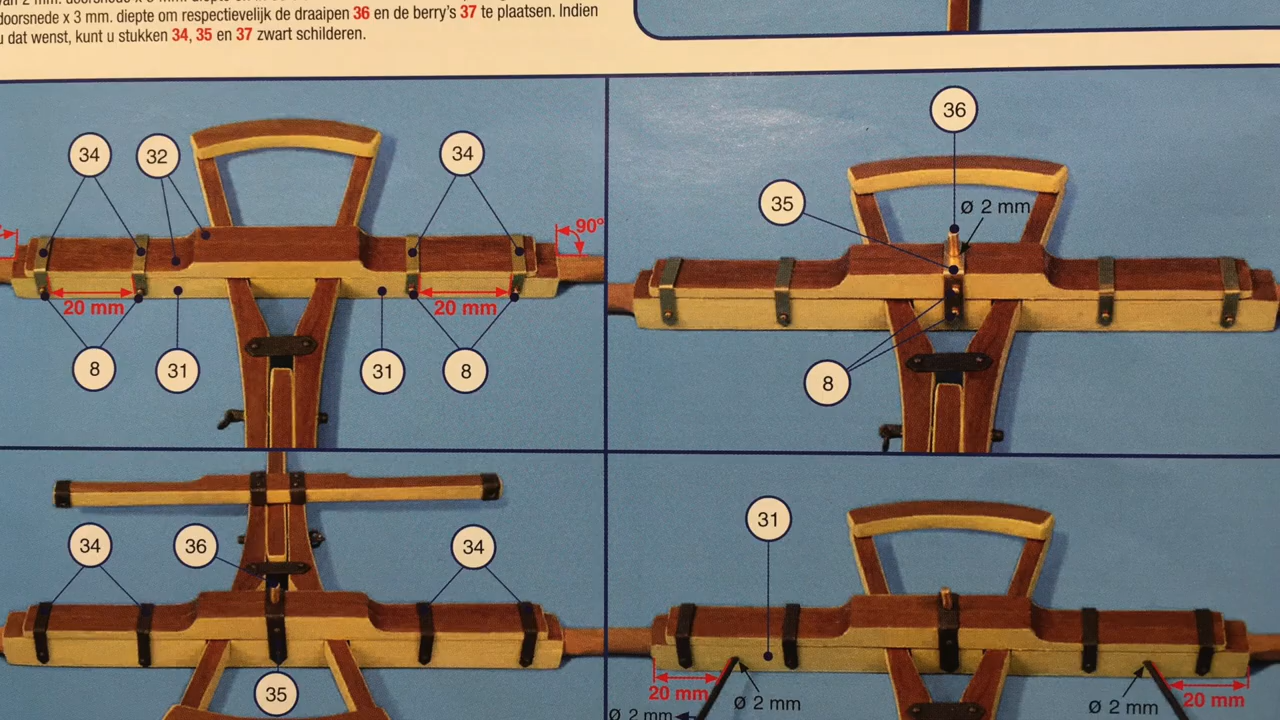 doorsnede x 3 mm. diepte om respectievelijk de draaipen 36 en de berry's 37 te plaatsen. Indien
u dat wenst, kunt u stukken 34, 35 en 37 zwart schilderen.
34
32
34
90°
20 mm
20 mm
8
31
31
8
36
35
Ø 2 mm
8
34
36
34
35
31
20 mm
Ø 2 mm
Ø 2 mm
Ø 2 mm
20 mm